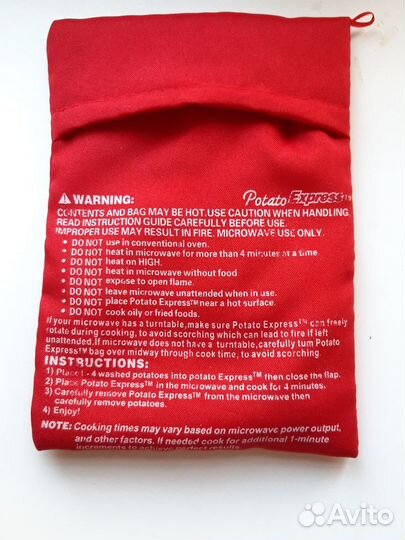 ⚠ WARNING: Potato Express™
CONTENTS AND BAG MAY BE HOT. USE CAUTION WHEN HANDLING.
READ INSTRUCTION GUIDE CAREFULLY BEFORE USE.
IMPROPER USE MAY RESULT IN FIRE. MICROWAVE USE ONLY.
• DO NOT use in conventional oven.
• DO NOT heat in microwave for more than 4 minutes at a time.
• DO NOT heat on HIGH.
• DO NOT heat in microwave without food
• DO NOT expose to open flame.
• DO NOT leave microwave unattended when in use.
• DO NOT place Potato Express™ near a hot surface.
• DO NOT cook oily or fried foods.
If your microwave has a turntable, make sure Potato Express™ can freely
rotate during cooking, to avoid scorching which can lead to fire if left
unattended. If microwave does not have a turntable, carefully turn Potato
Express™ bag over midway through cook time, to avoid scorching
INSTRUCTIONS:
1) Place 1 - 4 washed potatoes into potato Express™ then close the flap.
2) Place Potato Express™ in the microwave and cook for 4 minutes.
3) Carefully remove Potato Express™ from the microwave then
carefully remove potatoes.
4) Enjoy!
NOTE: Cooking times may vary based on microwave power output,
and other factors. If needed cook for additional 1-minute
increments to achieve perfect results.
Avito